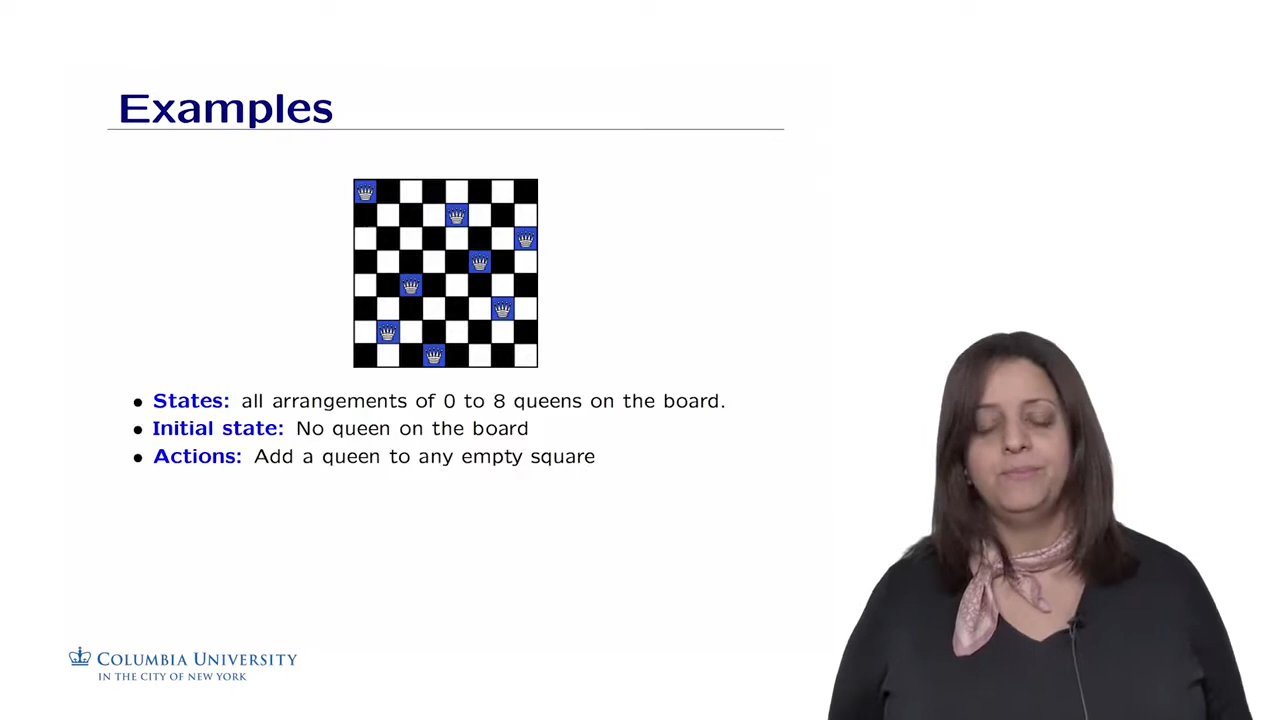 Examples
• States: all arrangements of 0 to 8 queens on the board.
• Initial state: No queen on the board
• Actions: Add a queen to any empty square
COLUMBIA UNIVERSITY
IN THE CITY OF NEW YORK